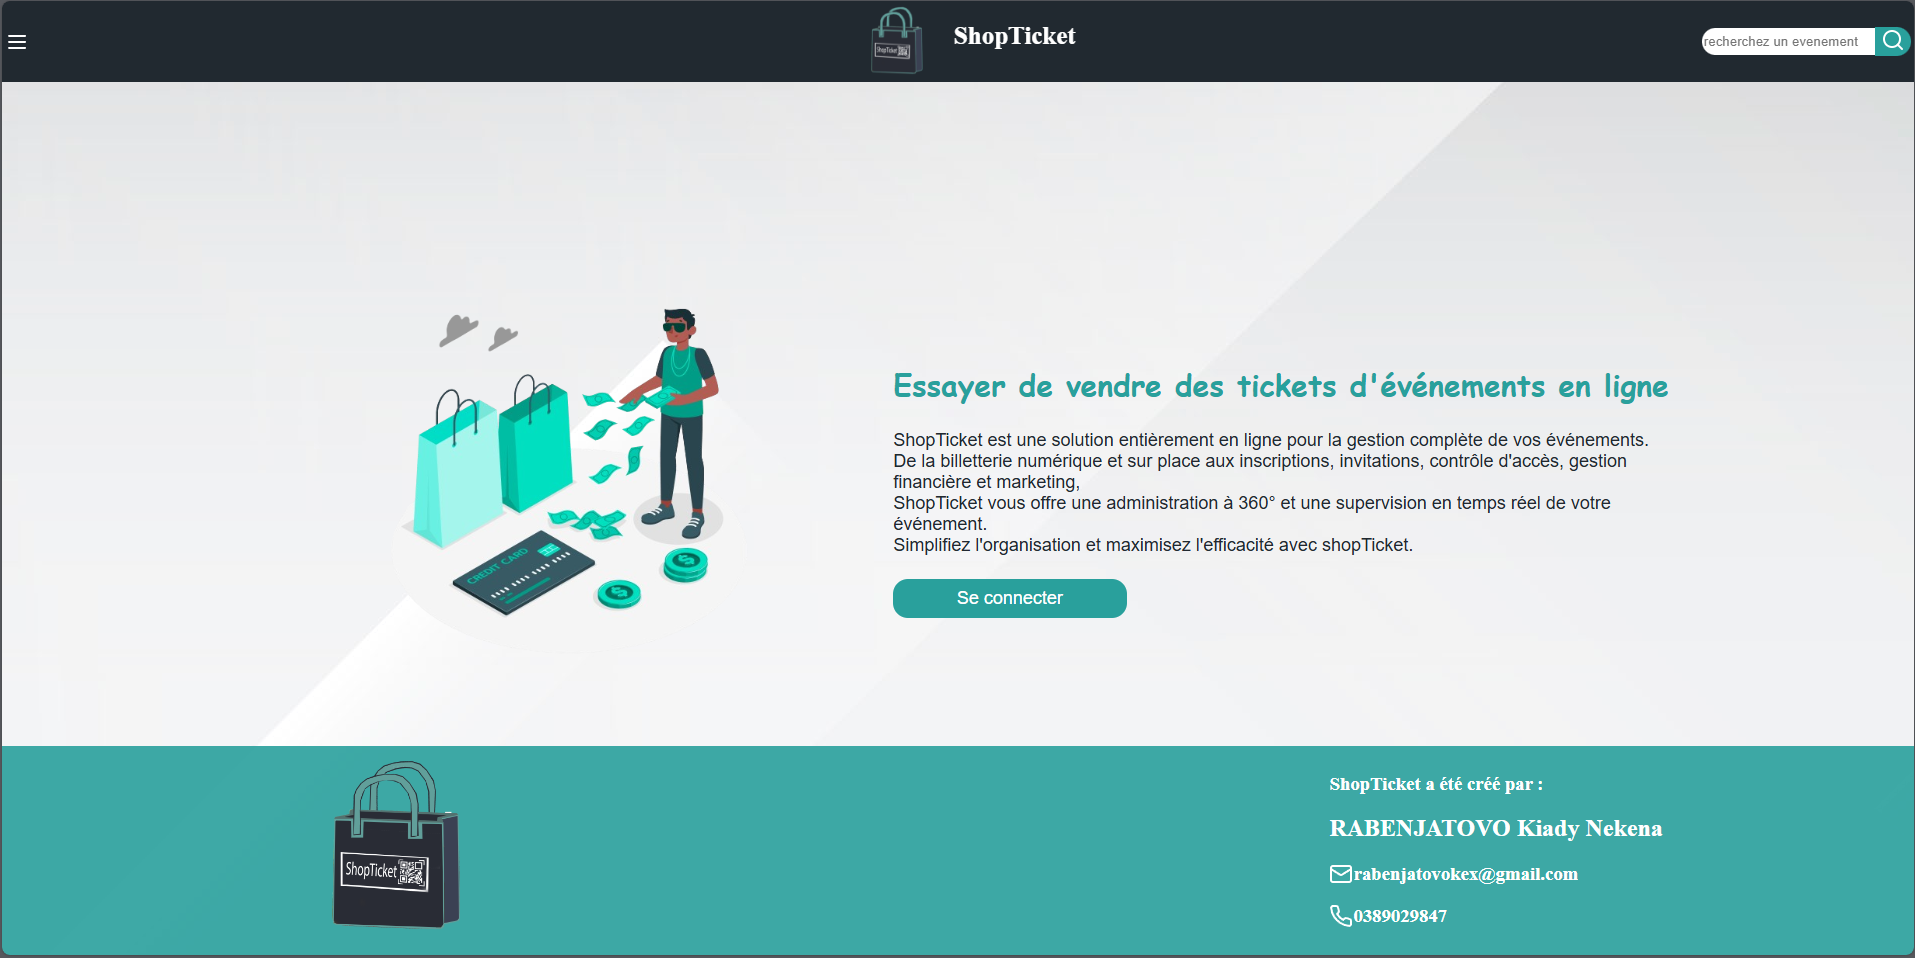 ShopTicket
ShopTicket
recherchez un evenement
Essayer de vendre des tickets d'événements en ligne
ShopTicket est une solution entièrement en ligne pour la gestion complète de vos événements.
De la billetterie numérique et sur place aux inscriptions, invitations, contrôle d'accès, gestion
financière et marketing,
ShopTicket vous offre une administration à 360° et une supervision en temps réel de votre
événement.
Simplifiez l'organisation et maximisez l'efficacité avec shopTicket.
Se connecter
CREDIT CARD
ShopTicket
ShopTicket a été créé par :
RABENJATOVO Kiady Nekena
rabenjatovokex@gmail.com
0389029847